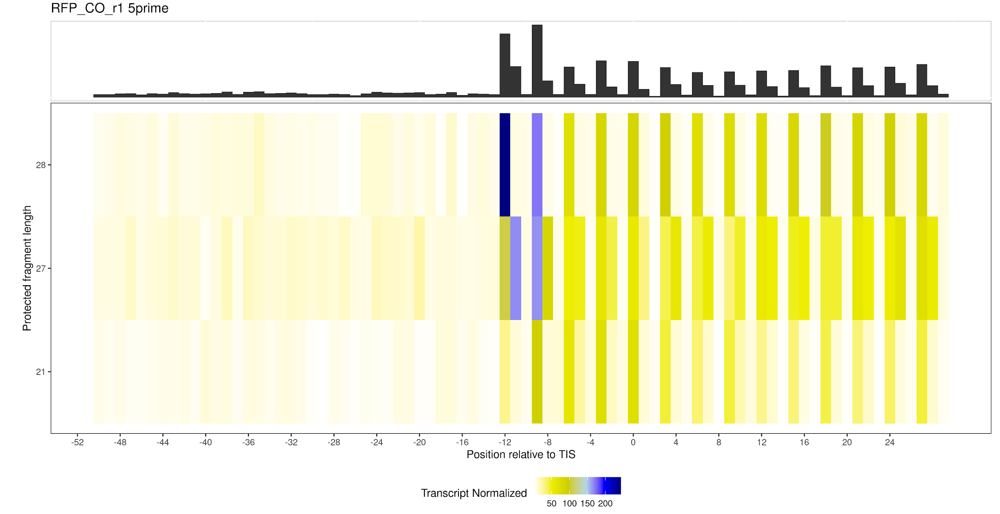 RFP_CO_r1 5prime
Protected fragment length
28
27
21
-52 -48 -44 -40 -36 -32 -28 -24 -20 -16 -12 -8 -4 0 4 8 12 16 20 24
Position relative to TIS
Transcript Normalized
50 100 150 200